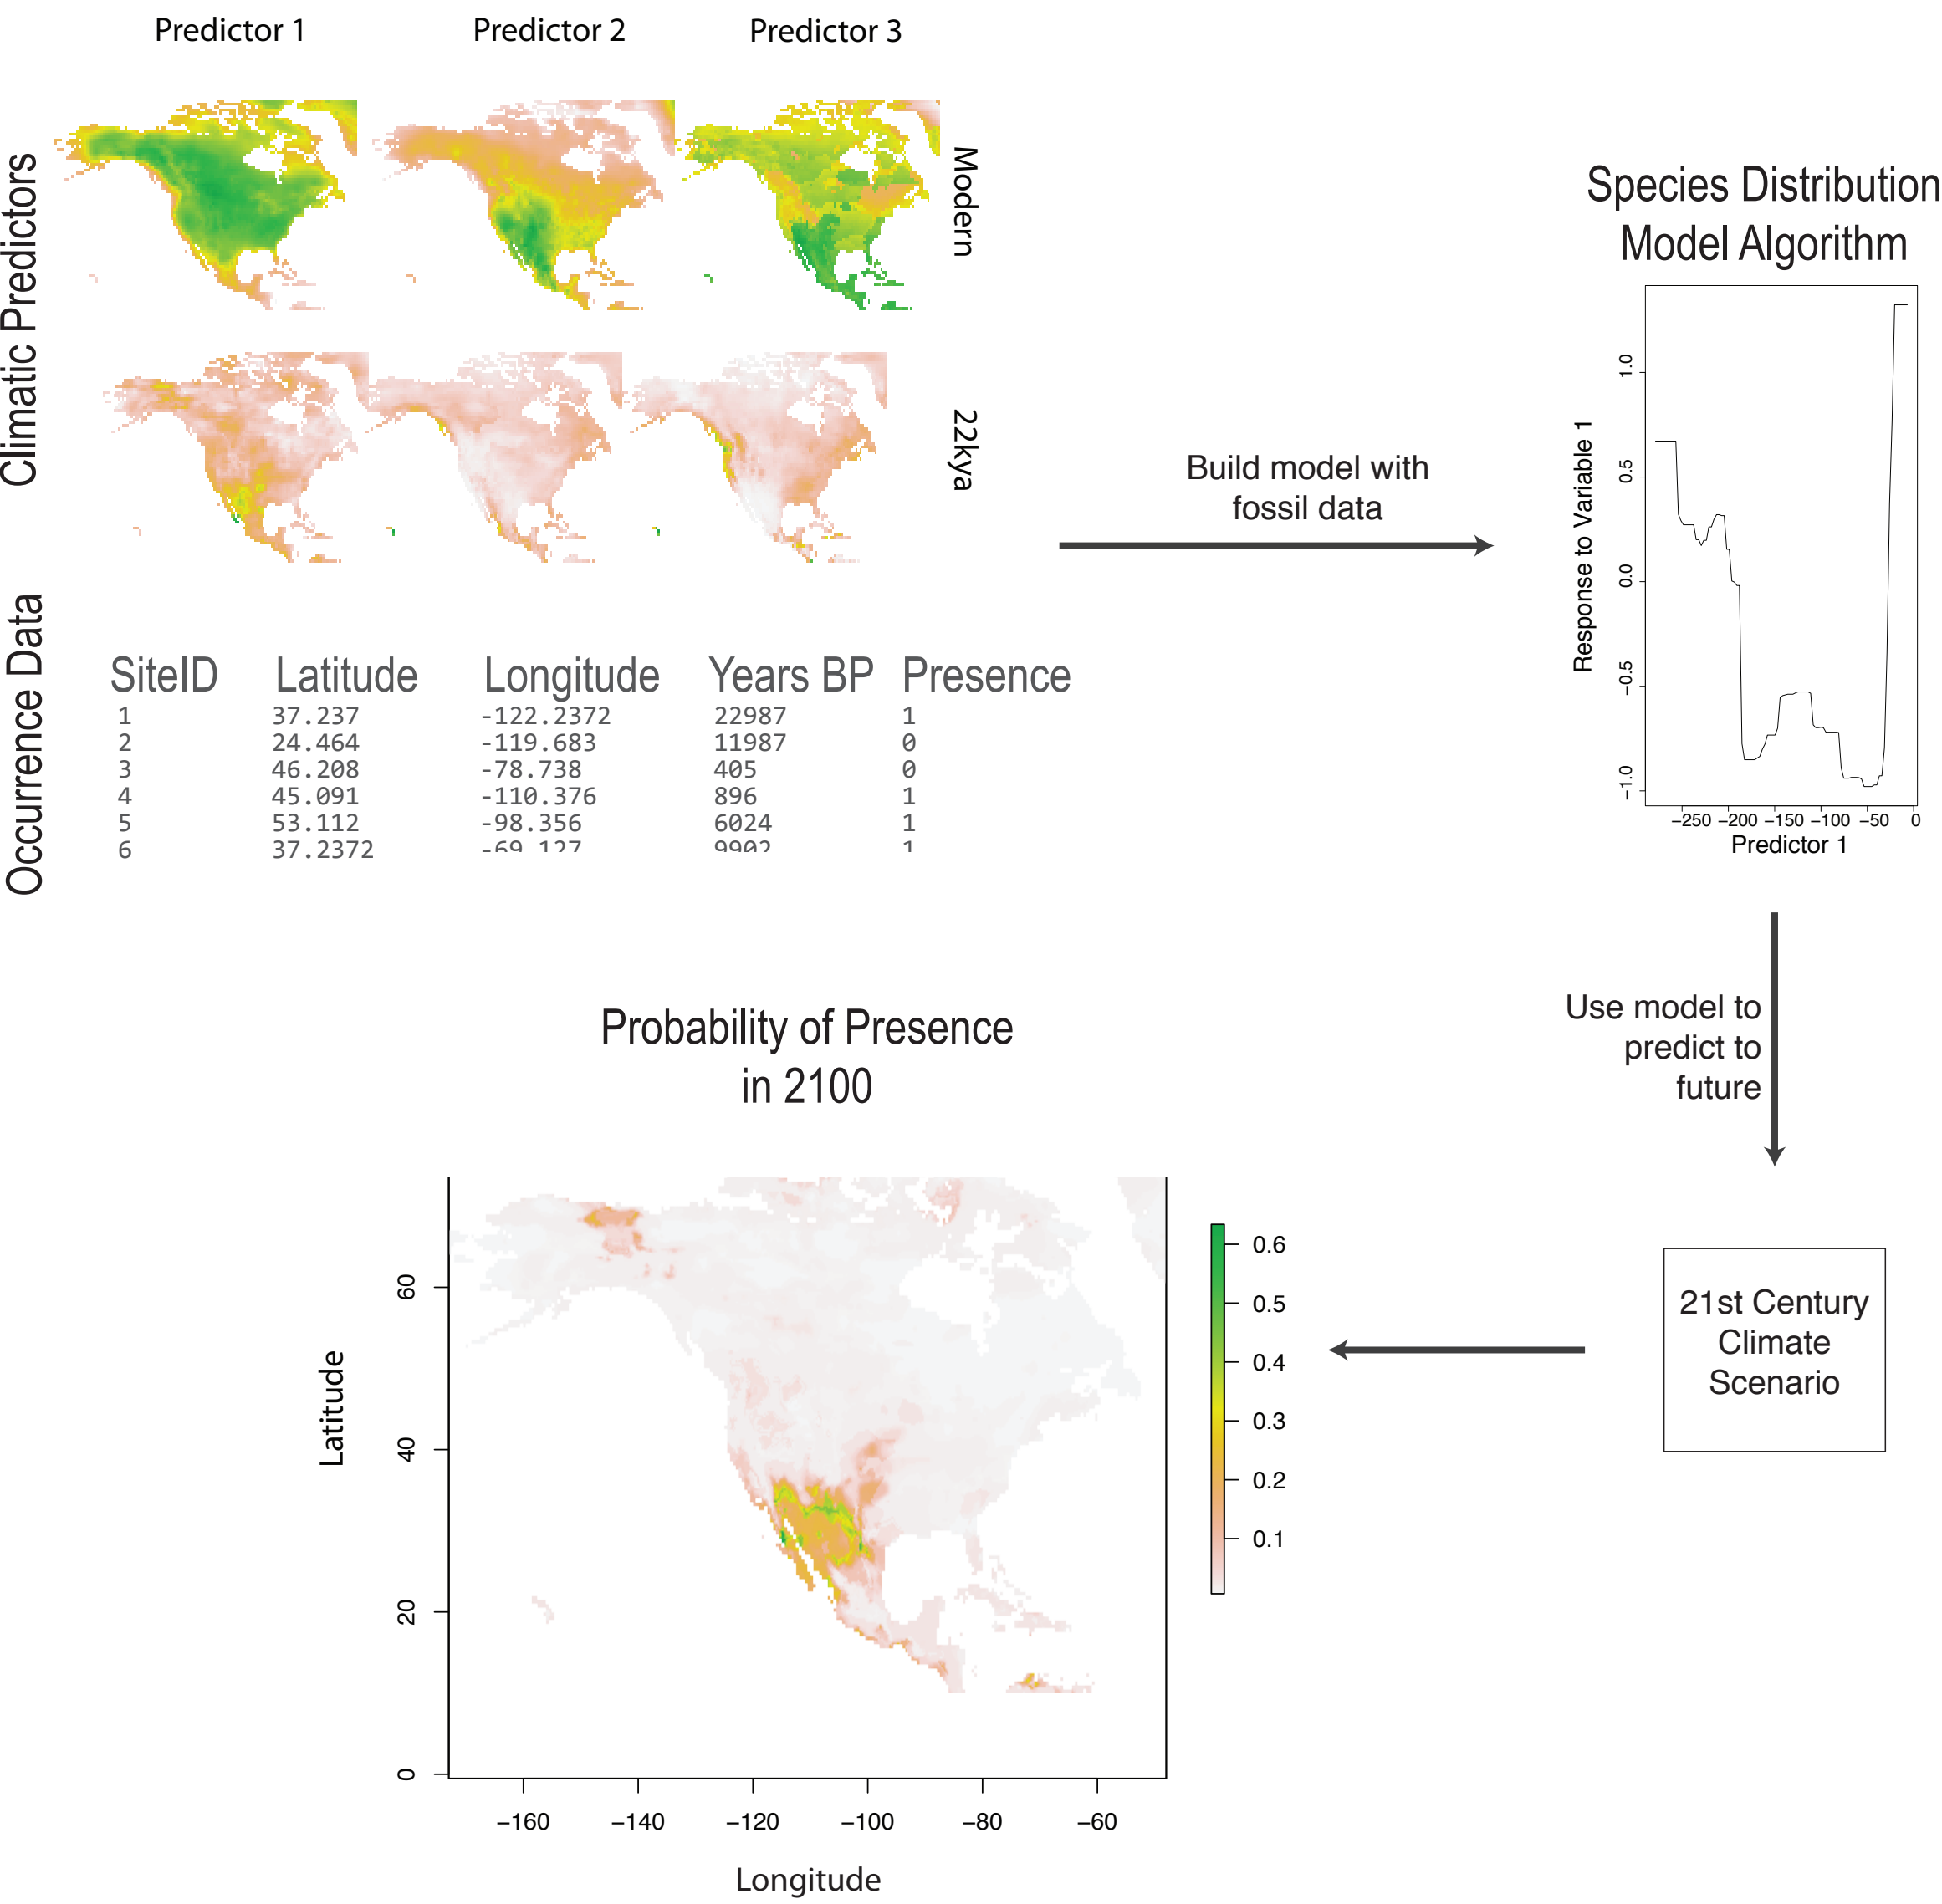 Predictor 1 Predictor 2 Predictor 3
Climatic Predictors
Modern
22kya
Occurrence Data
SiteID Latitude Longitude Years BP Presence
1 37.237 -122.2372 22987 1
2 24.464 -119.683 11987 0
3 46.208 -78.738 405 0
4 45.091 -110.376 896 1
5 53.112 -98.356 6024 1
6 37.2372 -69.127 9902 1
Build model with
fossil data
Species Distribution
Model Algorithm
Response to Variable 1
1.0
0.5
0.0
−0.5
−1.0
−250 −200 −150 −100 −50 0
Predictor 1
Use model to
predict to
future
21st Century
Climate
Scenario
Probability of Presence
in 2100
Latitude
60
40
20
0
−160 −140 −120 −100 −80 −60
Longitude
0.6
0.5
0.4
0.3
0.2
0.1